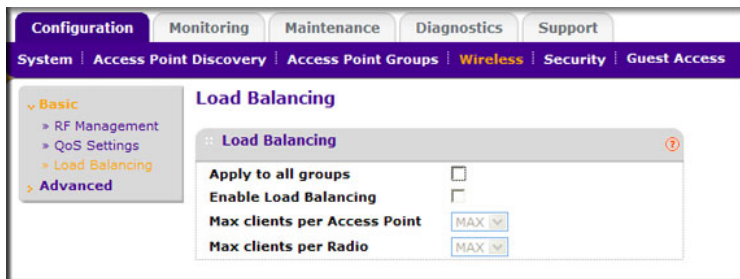 Configuration Monitoring Maintenance Diagnostics Support
System Access Point Discovery Access Point Groups Wireless Security Guest Access
Basic
» RF Management
» QoS Settings
» Load Balancing
Advanced
Load Balancing
:: Load Balancing ?
Apply to all groups
Enable Load Balancing
Max clients per Access Point MAX
Max clients per Radio MAX